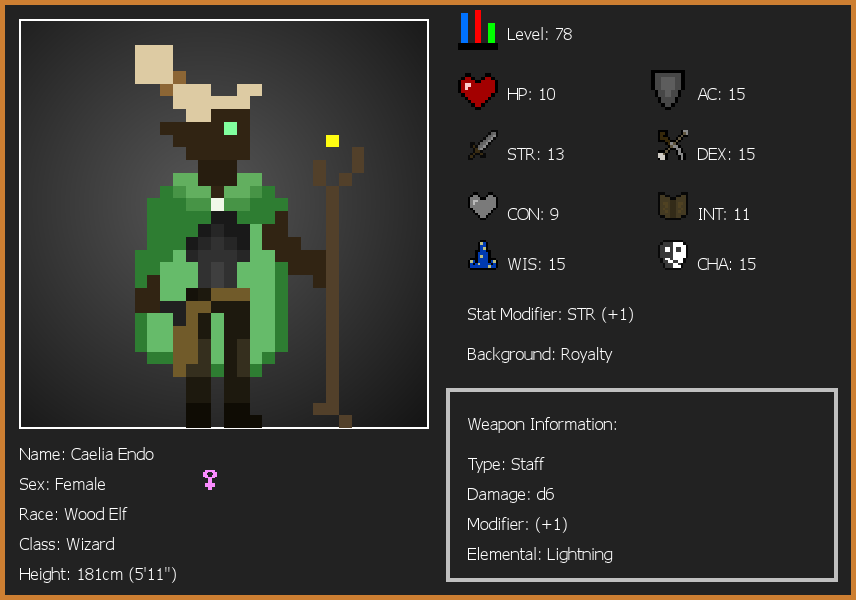 Level: 78
HP: 10
AC: 15
STR: 13
DEX: 15
CON: 9
INT: 11
WIS: 15
CHA: 15
Stat Modifier: STR (+1)
Background: Royalty
Weapon Information:
Type: Staff
Damage: d6
Modifier: (+1)
Elemental: Lightning
Name: Caelia Endo
Sex: Female
Race: Wood Elf
Class: Wizard
Height: 181cm (5'11")